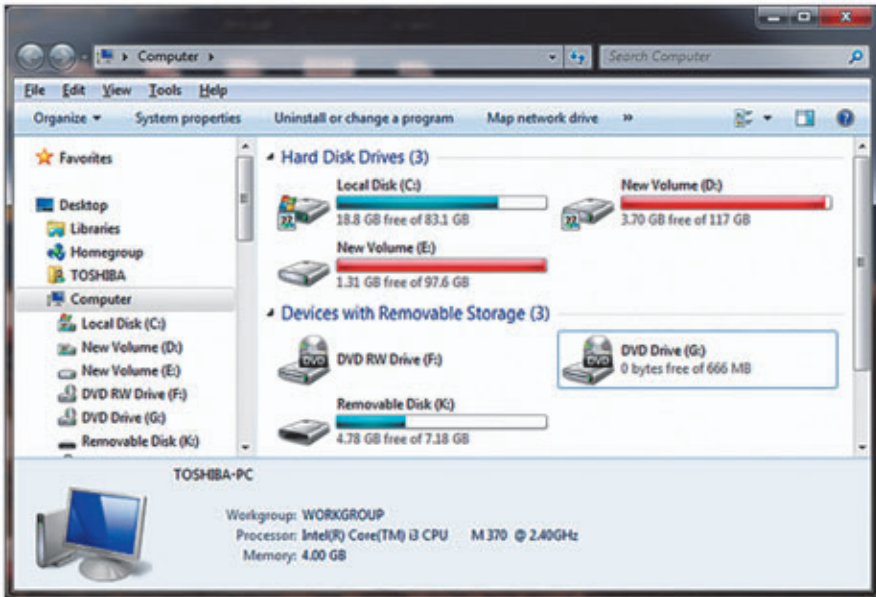 Computer
Search Computer
File Edit View Tools Help
Organize System properties Uninstall or change a program Map network drive »
Favorites
Desktop
Libraries
Homegroup
TOSHIBA
Computer
Local Disk (C:)
New Volume (D:)
New Volume (E:)
DVD RW Drive (F:)
DVD Drive (G:)
Removable Disk (K:)
Hard Disk Drives (3)
Local Disk (C:)
18.8 GB free of 83.1 GB
New Volume (D:)
3.70 GB free of 117 GB
New Volume (E:)
1.31 GB free of 97.6 GB
Devices with Removable Storage (3)
DVD RW Drive (F:)
DVD Drive (G:)
0 bytes free of 666 MB
Removable Disk (K:)
4.78 GB free of 7.18 GB
TOSHIBA-PC
Workgroup: WORKGROUP
Processor: Intel(R) Core(TM) i3 CPU M 370 @ 2.40GHz
Memory: 4.00 GB